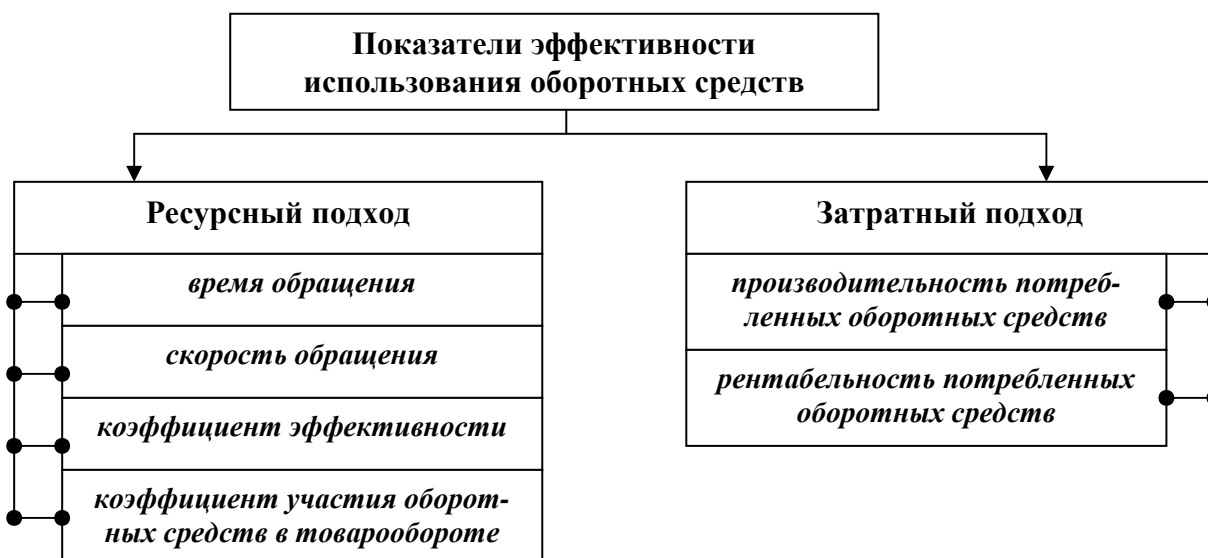 Показатели эффективности
использования оборотных средств
Ресурсный подход
время обращения
скорость обращения
коэффициент эффективности
коэффициент участия оборот-
ных средств в товарообороте
Затратный подход
производительность потреб-
ленных оборотных средств
рентабельность потребленных
оборотных средств